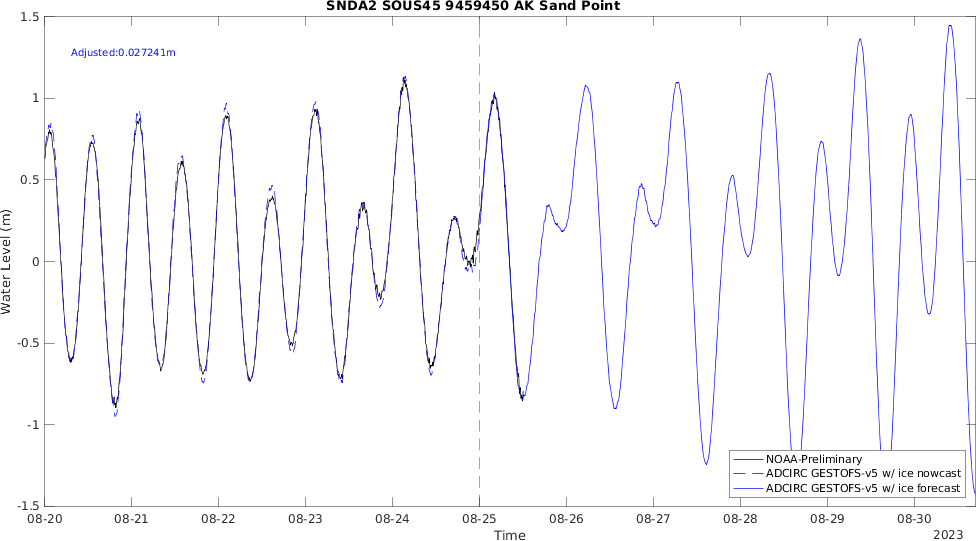 SNDA2 SOUS45 9459450 AK Sand Point
Adjusted:0.027241m
1.5
1
0.5
0
-0.5
-1
-1.5
Water Level (m)
08-20 08-21 08-22 08-23 08-24 08-25 08-26 08-27 08-28 08-29 08-30
Time
2023
NOAA-Preliminary
ADCIRC GESTOFS-v5 w/ ice nowcast
ADCIRC GESTOFS-v5 w/ ice forecast